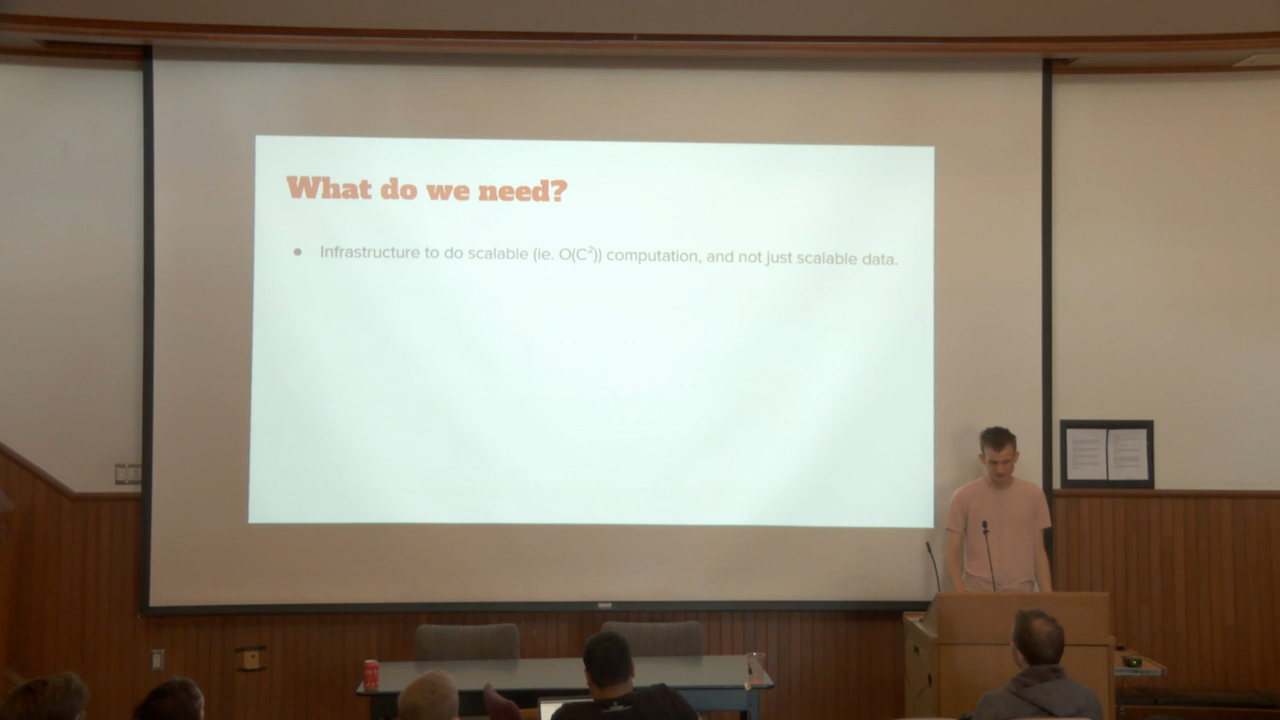 What do we need?
● Infrastructure to do scalable (ie. O(C²)) computation, and not just scalable data.